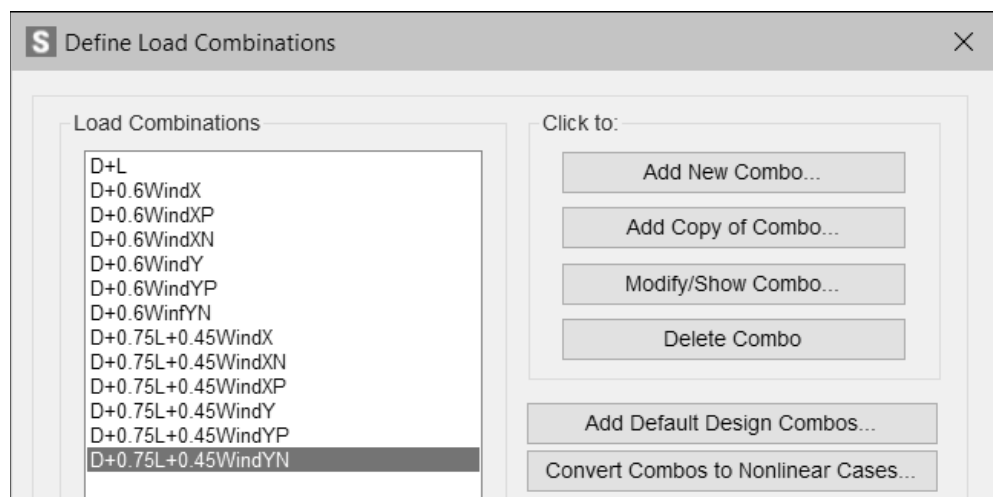 S Define Load Combinations
Load Combinations
D+L
D+0.6WindX
D+0.6WindXP
D+0.6WindXN
D+0.6WindY
D+0.6WindYP
D+0.6WinfYN
D+0.75L+0.45WindX
D+0.75L+0.45WindXN
D+0.75L+0.45WindXP
D+0.75L+0.45WindY
D+0.75L+0.45WindYP
D+0.75L+0.45WindYN
Click to:
Add New Combo...
Add Copy of Combo...
Modify/Show Combo...
Delete Combo
Add Default Design Combos...
Convert Combos to Nonlinear Cases...